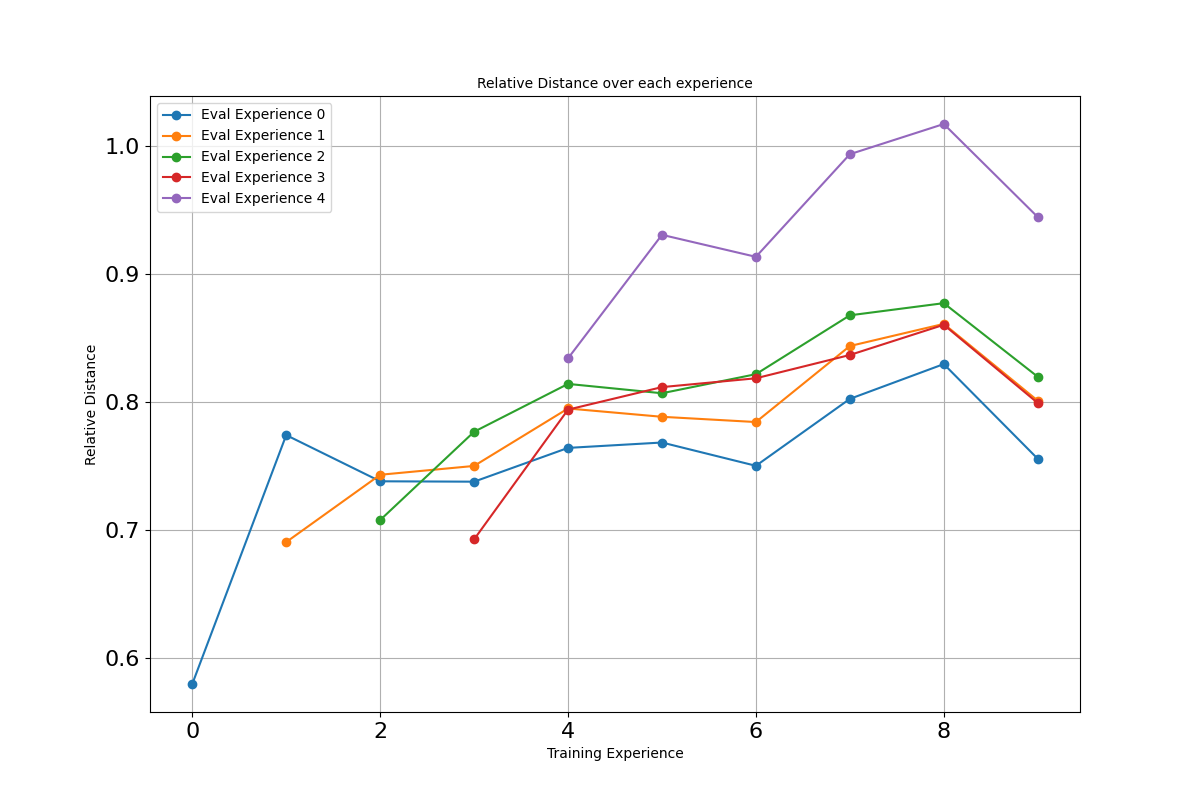 Relative Distance over each experience
Eval Experience 0
Eval Experience 1
Eval Experience 2
Eval Experience 3
Eval Experience 4
1.0
0.9
0.8
0.7
0.6
Relative Distance
0 2 4 6 8
Training Experience